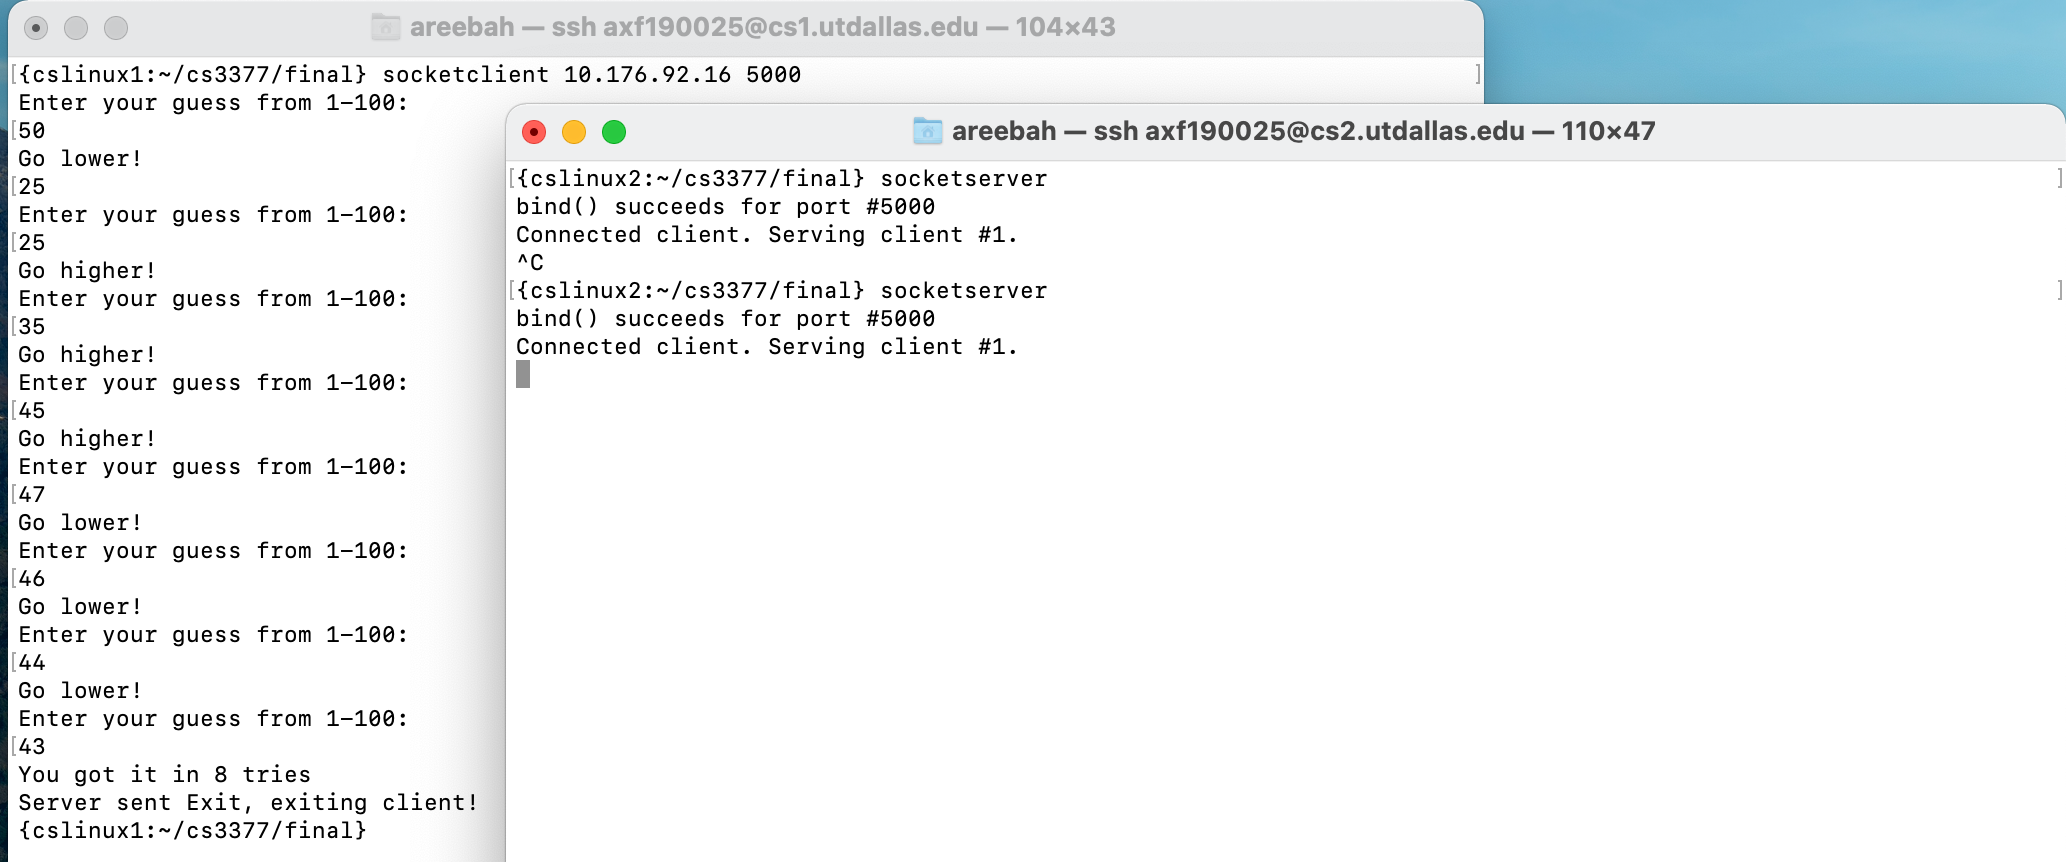 areebah — ssh axf190025@cs1.utdallas.edu — 104×43
[{cslinux1:~/cs3377/final} socketclient 10.176.92.16 5000 ]
Enter your guess from 1-100:
[50
Go lower!
[25
Enter your guess from 1-100:
[25
Go higher!
Enter your guess from 1-100:
[35
Go higher!
Enter your guess from 1-100:
[45
Go higher!
Enter your guess from 1-100:
[47
Go lower!
Enter your guess from 1-100:
[46
Go lower!
Enter your guess from 1-100:
[44
Go lower!
Enter your guess from 1-100:
[43
You got it in 8 tries
Server sent Exit, exiting client!
{cslinux1:~/cs3377/final}
areebah — ssh axf190025@cs2.utdallas.edu — 110×47
[{cslinux2:~/cs3377/final} socketserver ]
bind() succeeds for port #5000
Connected client. Serving client #1.
^C
[{cslinux2:~/cs3377/final} socketserver ]
bind() succeeds for port #5000
Connected client. Serving client #1.